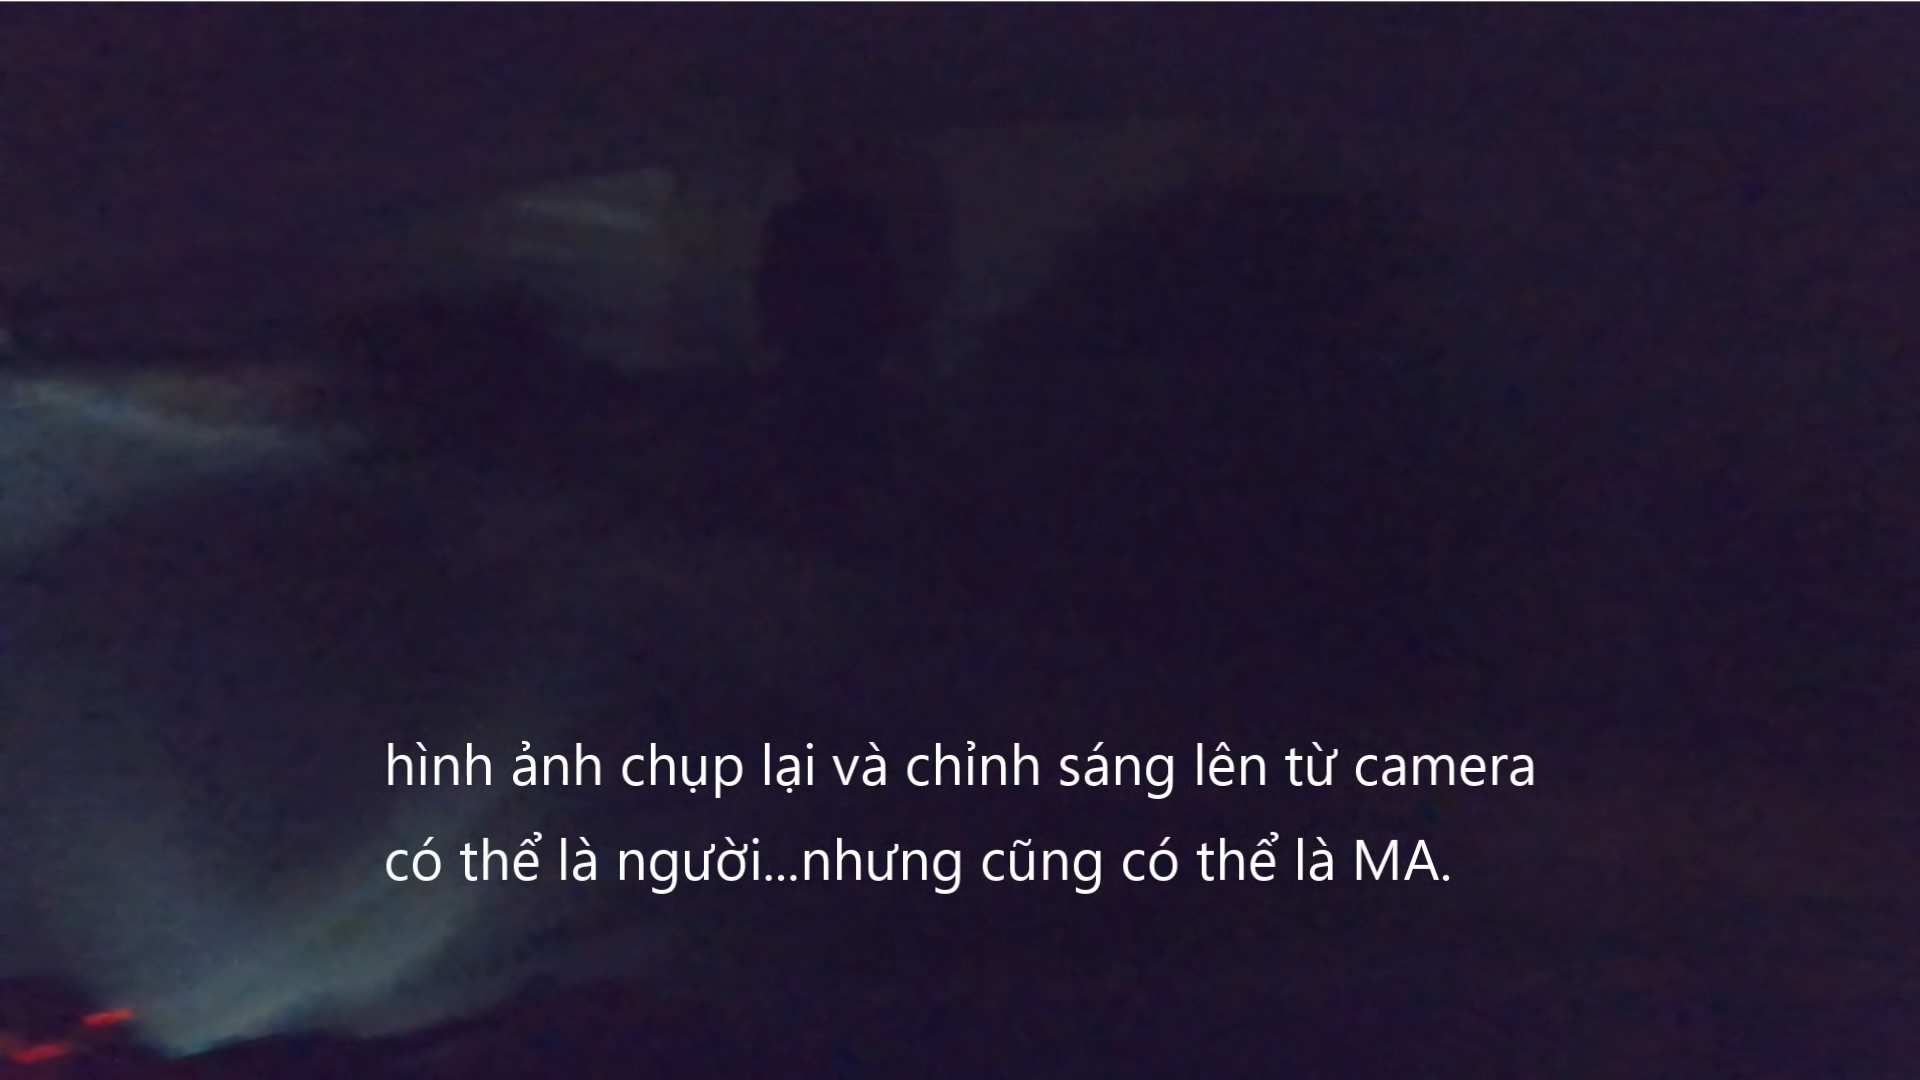 hình ảnh chụp lại và chỉnh sáng lên từ camera
có thể là người...nhưng cũng có thể là MA.